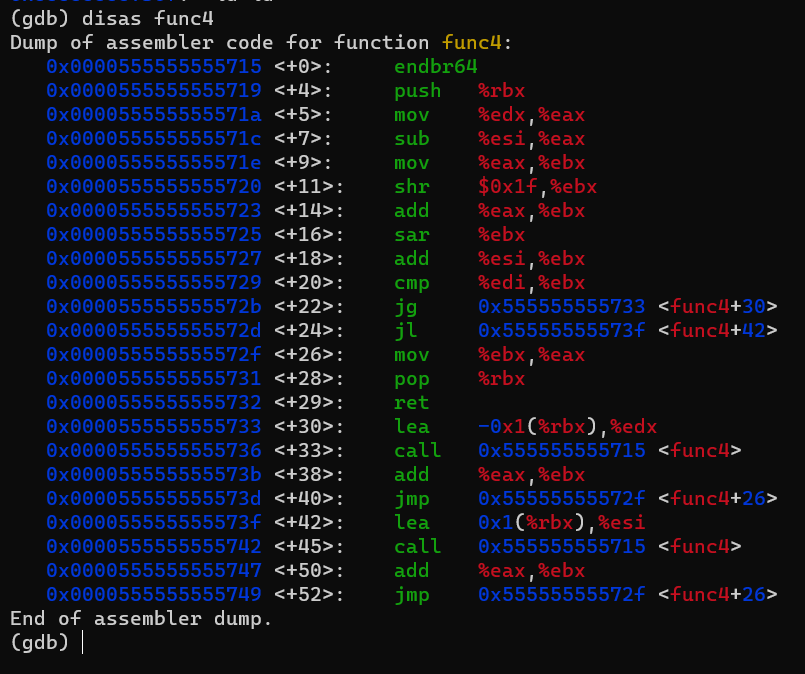 (gdb) disas func4
Dump of assembler code for function func4:
   0x0000555555555715 <+0>:     endbr64
   0x0000555555555719 <+4>:     push   %rbx
   0x000055555555571a <+5>:     mov    %edx,%eax
   0x000055555555571c <+7>:     sub    %esi,%eax
   0x000055555555571e <+9>:     mov    %eax,%ebx
   0x0000555555555720 <+11>:    shr    $0x1f,%ebx
   0x0000555555555723 <+14>:    add    %eax,%ebx
   0x0000555555555725 <+16>:    sar    %ebx
   0x0000555555555727 <+18>:    add    %esi,%ebx
   0x0000555555555729 <+20>:    cmp    %edi,%ebx
   0x000055555555572b <+22>:    jg     0x555555555733 <func4+30>
   0x000055555555572d <+24>:    jl     0x55555555573f <func4+42>
   0x000055555555572f <+26>:    mov    %ebx,%eax
   0x0000555555555731 <+28>:    pop    %rbx
   0x0000555555555732 <+29>:    ret
   0x0000555555555733 <+30>:    lea    -0x1(%rbx),%edx
   0x0000555555555736 <+33>:    call   0x555555555715 <func4>
   0x000055555555573b <+38>:    add    %eax,%ebx
   0x000055555555573d <+40>:    jmp    0x55555555572f <func4+26>
   0x000055555555573f <+42>:    lea    0x1(%rbx),%esi
   0x0000555555555742 <+45>:    call   0x555555555715 <func4>
   0x0000555555555747 <+50>:    add    %eax,%ebx
   0x0000555555555749 <+52>:    jmp    0x55555555572f <func4+26>
End of assembler dump.
(gdb)